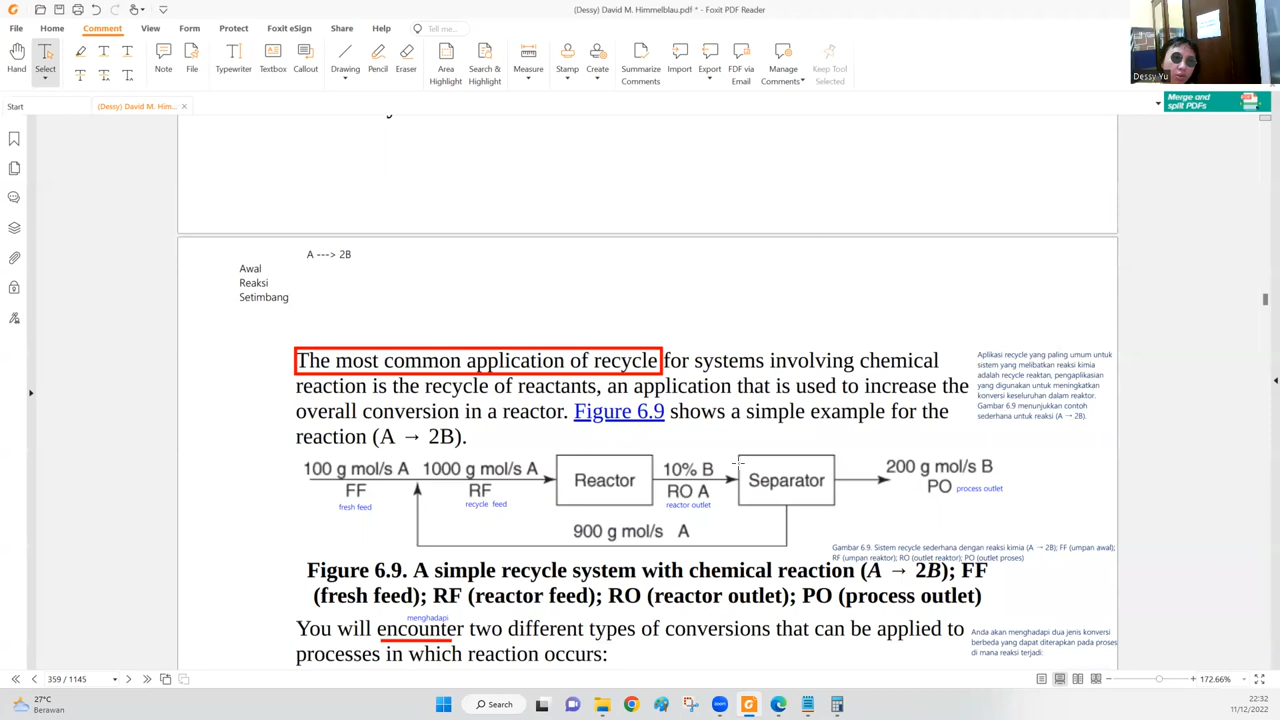 (Dessy) David M. Himmelblau.pdf * - Foxit PDF Reader
File Home Comment View Form Protect Foxit eSign Share Help Tell me...
Hand Select Note File Typewriter Textbox Callout Drawing Pencil Eraser Area Highlight Search & Highlight Measure Stamp Create Summarize Comments Import Export FDF via Email Manage Comments Keep Tool Selected
Dessy Yu
Start (Dessy) David M. Him...
Merge and split PDFs
A ---> 2B
Awal
Reaksi
Setimbang
The most common application of recycle for systems involving chemical
reaction is the recycle of reactants, an application that is used to increase the
overall conversion in a reactor. Figure 6.9 shows a simple example for the
reaction (A → 2B).
Aplikasi recycle yang paling umum untuk
sistem yang melibatkan reaksi kimia
adalah recycle reaktan, pengaplikasian
yang digunakan untuk meningkatkan
konversi keseluruhan dalam reaktor.
Gambar 6.9 menunjukkan contoh
sederhana untuk reaksi (A → 2B).
100 g mol/s A 1000 g mol/s A Reactor 10% B Separator 200 g mol/s B
FF RF RO A PO process outlet
fresh feed recycle feed reactor outlet
900 g mol/s A
Gambar 6.9. Sistem recycle sederhana dengan reaksi kimia (A → 2B); FF (umpan awal);
RF (umpan reaktor); RO (outlet reaktor); PO (outlet proses)
Figure 6.9. A simple recycle system with chemical reaction (A → 2B); FF
(fresh feed); RF (reactor feed); RO (reactor outlet); PO (process outlet)
menghadapi
You will encounter two different types of conversions that can be applied to
processes in which reaction occurs:
Anda akan menghadapi dua jenis konversi
berbeda yang dapat diterapkan pada proses
di mana reaksi terjadi:
359 / 1145 172.66%
27°C
Berawan
Search
zoom
22:32
11/12/2022